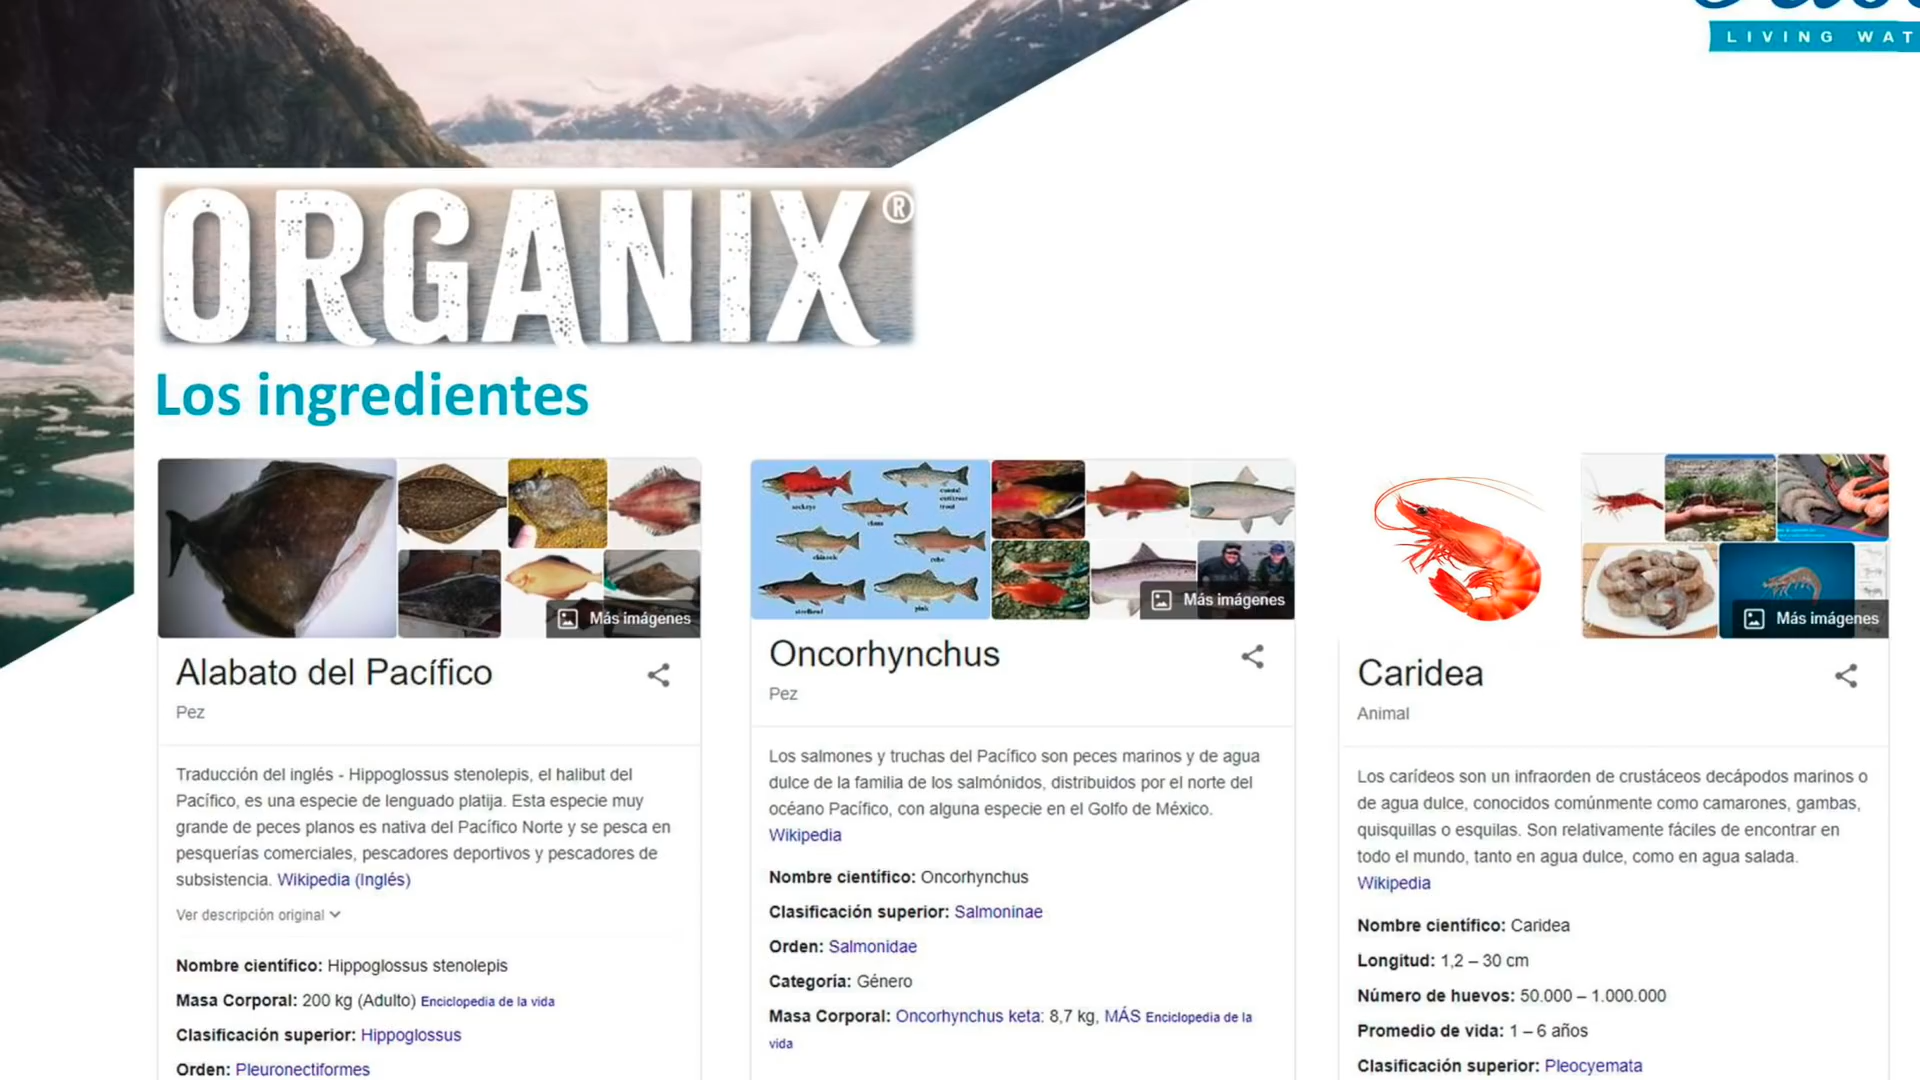 LIVING WAT
ORGANIX®
Los ingredientes
Más imágenes
Alabato del Pacífico
Pez
Traducción del inglés - Hippoglossus stenolepis, el halibut del
Pacífico, es una especie de lenguado platija. Esta especie muy
grande de peces planos es nativa del Pacífico Norte y se pesca en
pesquerías comerciales, pescadores deportivos y pescadores de
subsistencia. Wikipedia (Inglés)
Ver descripción original
Nombre científico: Hippoglossus stenolepis
Masa Corporal: 200 kg (Adulto) Enciclopedia de la vida
Clasificación superior: Hippoglossus
Orden: Pleuronectiformes
sockeye
coastal
cutthroat
trout
chum
chinook
steelhead
pink
Más imágenes
Oncorhynchus
Pez
Los salmones y truchas del Pacífico son peces marinos y de agua
dulce de la familia de los salmónidos, distribuidos por el norte del
océano Pacífico, con alguna especie en el Golfo de México.
Wikipedia
Nombre científico: Oncorhynchus
Clasificación superior: Salmoninae
Orden: Salmonidae
Categoría: Género
Masa Corporal: Oncorhynchus keta: 8,7 kg, MÁS Enciclopedia de la
vida
Más imágenes
Caridea
Animal
Los carídeos son un infraorden de crustáceos decápodos marinos o
de agua dulce, conocidos comúnmente como camarones, gambas,
quisquillas o esquilas. Son relativamente fáciles de encontrar en
todo el mundo, tanto en agua dulce, como en agua salada.
Wikipedia
Nombre científico: Caridea
Longitud: 1,2 – 30 cm
Número de huevos: 50.000 – 1.000.000
Promedio de vida: 1 – 6 años
Clasificación superior: Pleocyemata